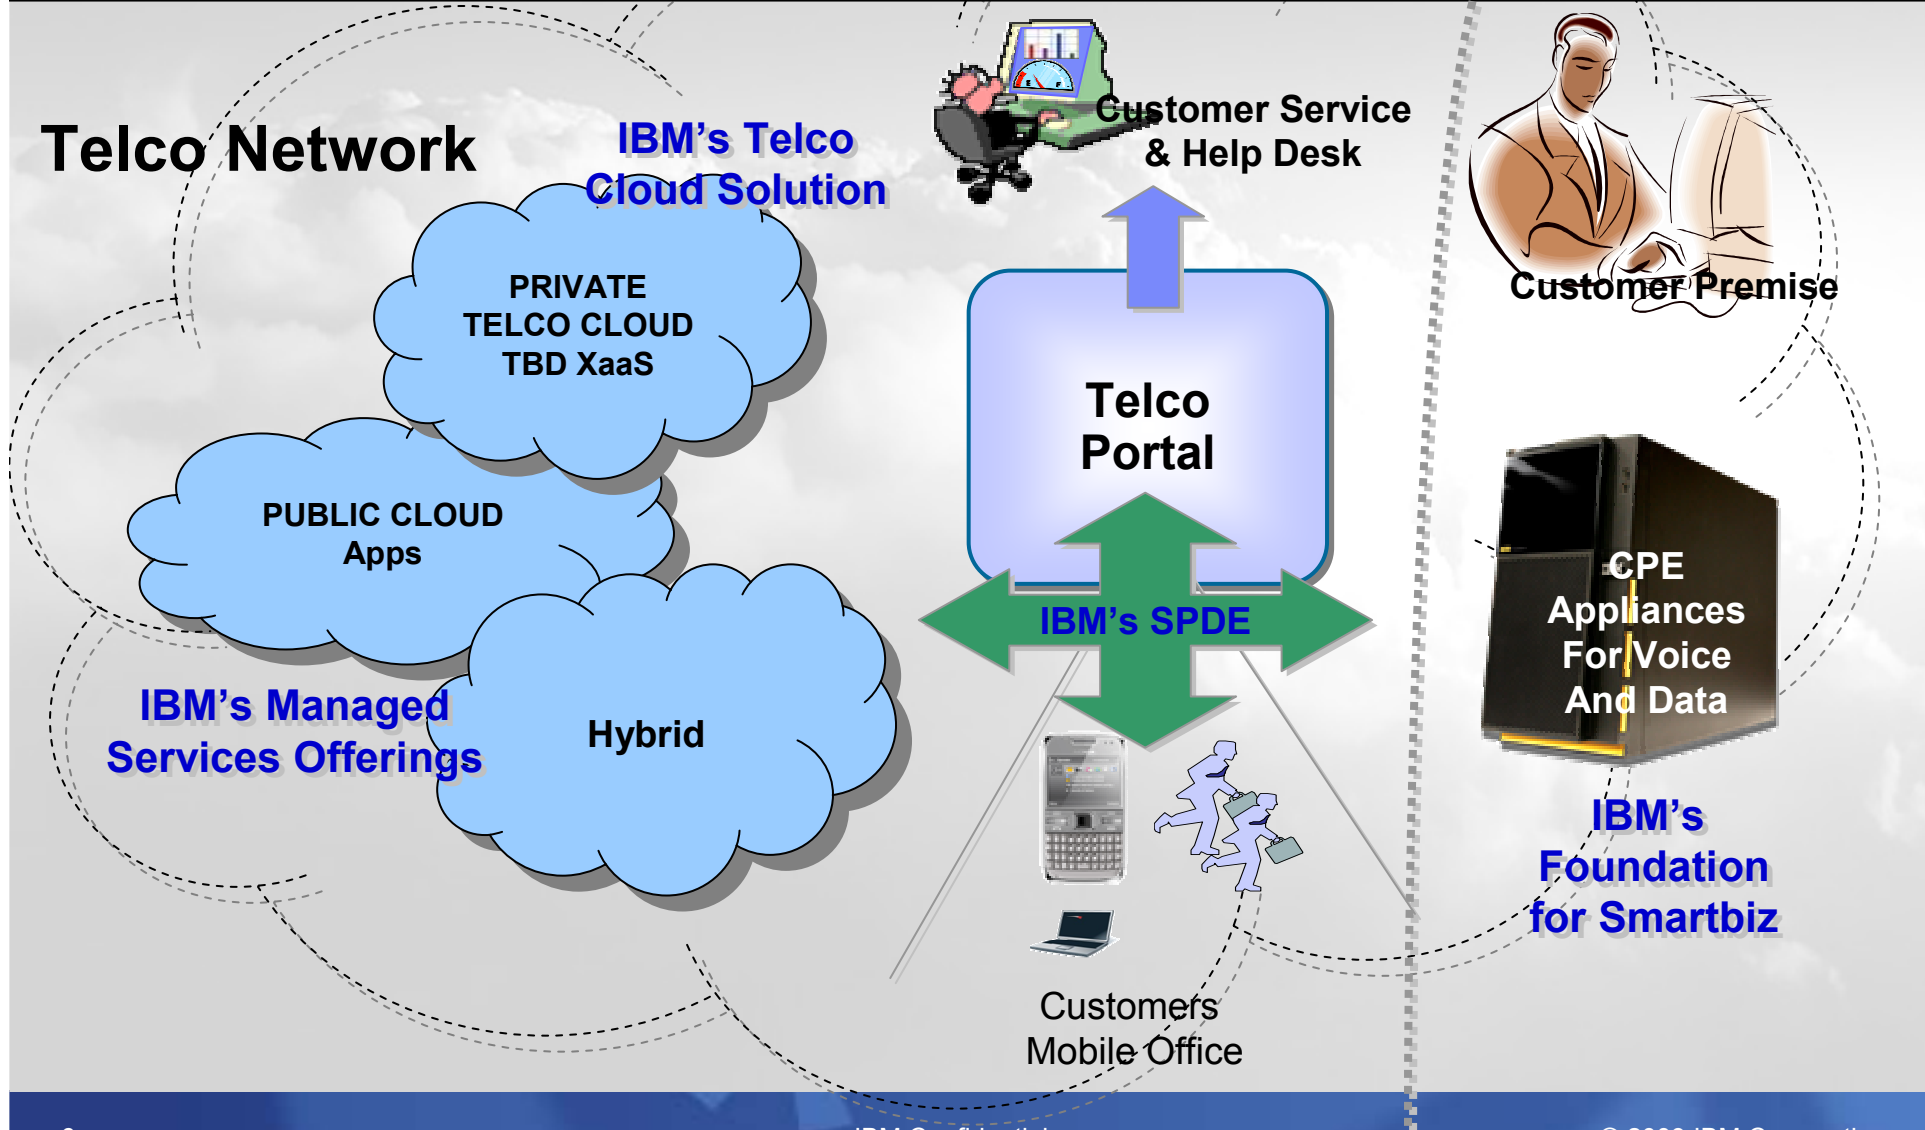 Telco Network
IBM's Telco
Cloud Solution
PRIVATE
TELCO CLOUD
TBD XaaS
PUBLIC CLOUD
Apps
Hybrid
IBM's Managed
Services Offerings
Customer Service
& Help Desk
Telco
Portal
IBM's SPDE
Customers
Mobile Office
Customer Premise
CPE
Appliances
For Voice
And Data
IBM's
Foundation
for Smartbiz
IBM Confidential